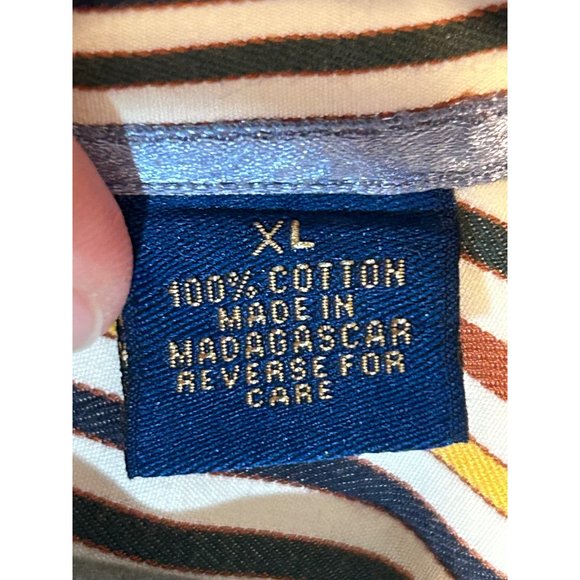 XL
100% COTTON
MADE IN
MADAGASCAR
REVERSE FOR
CARE